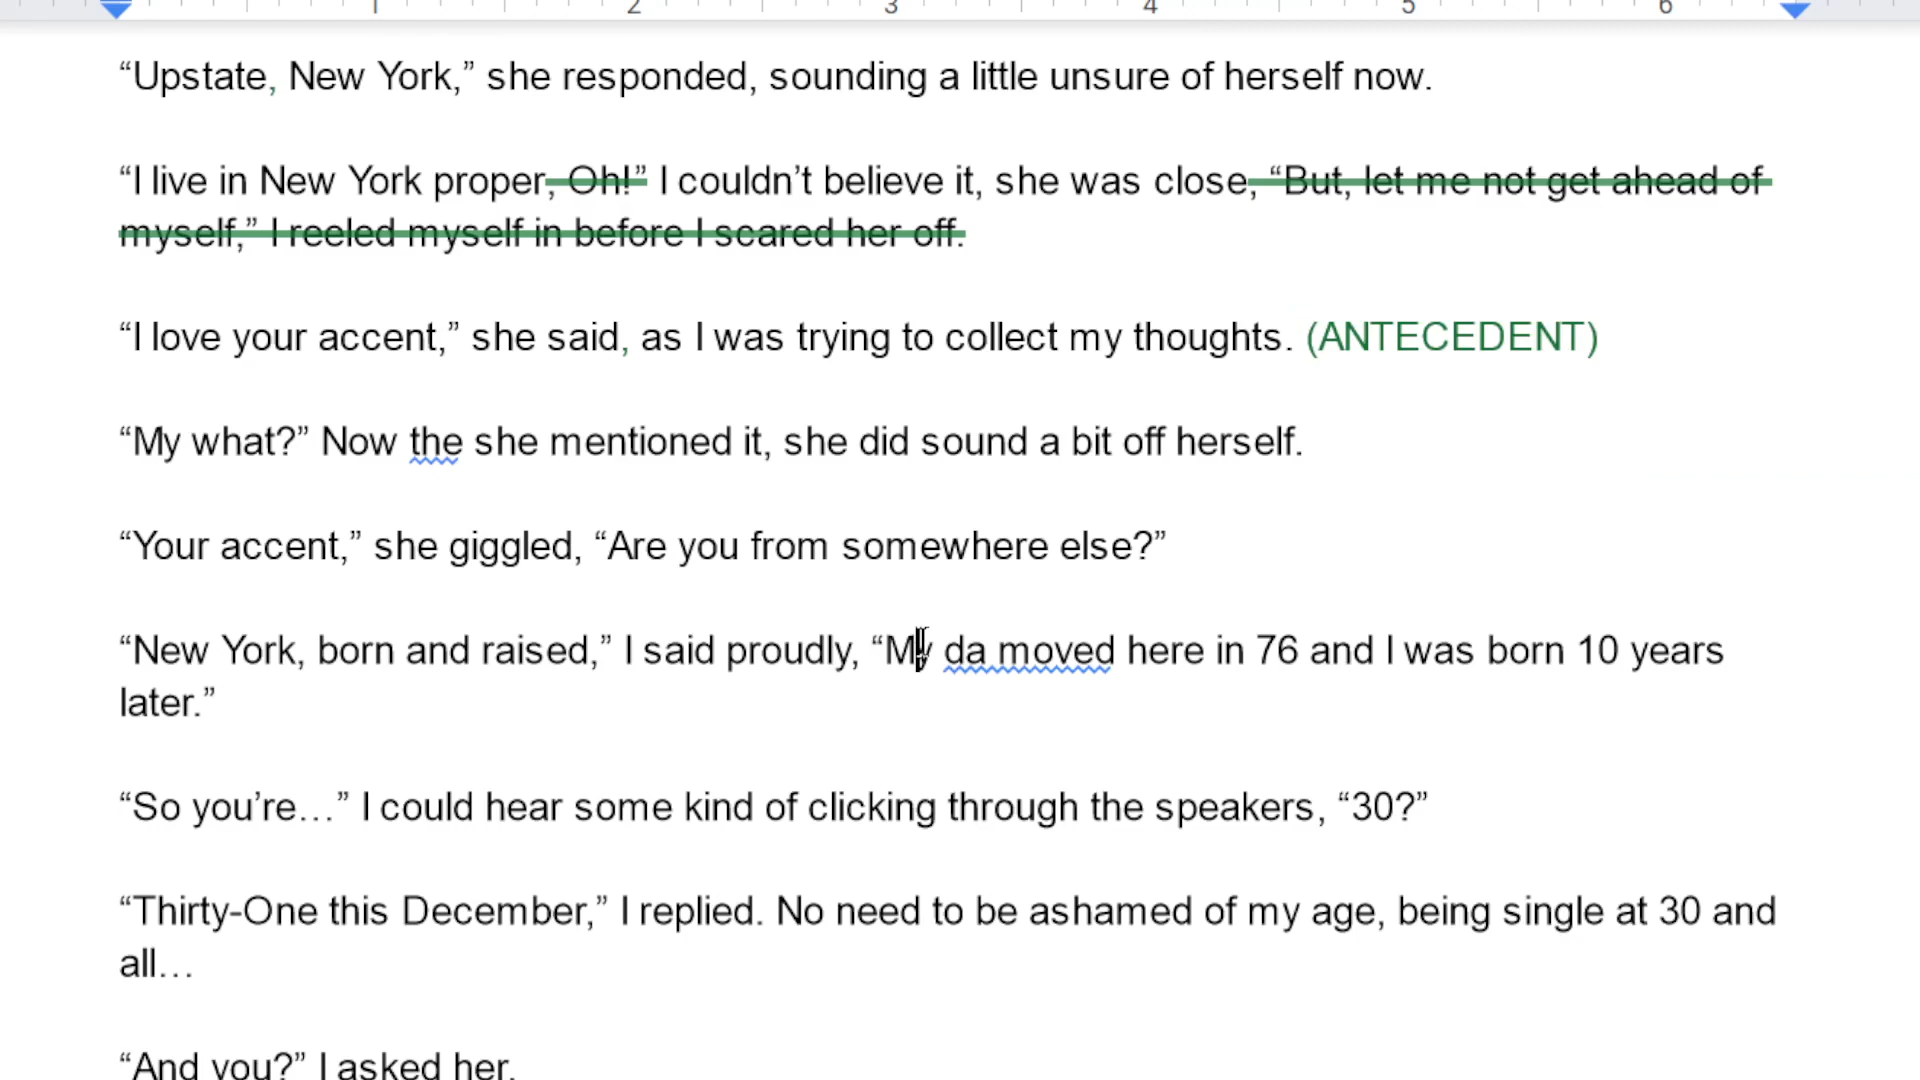 1 2 3 4 5 6
“Upstate, New York,” she responded, sounding a little unsure of herself now.
“I live in New York proper, Oh!” I couldn’t believe it, she was close, “But, let me not get ahead of
myself,” I reeled myself in before I scared her off.
“I love your accent,” she said, as I was trying to collect my thoughts. (ANTECEDENT)
“My what?” Now the she mentioned it, she did sound a bit off herself.
“Your accent,” she giggled, “Are you from somewhere else?”
“New York, born and raised,” I said proudly, “My da moved here in 76 and I was born 10 years
later.”
“So you’re…” I could hear some kind of clicking through the speakers, “30?”
“Thirty-One this December,” I replied. No need to be ashamed of my age, being single at 30 and
all…
“And you?” I asked her.